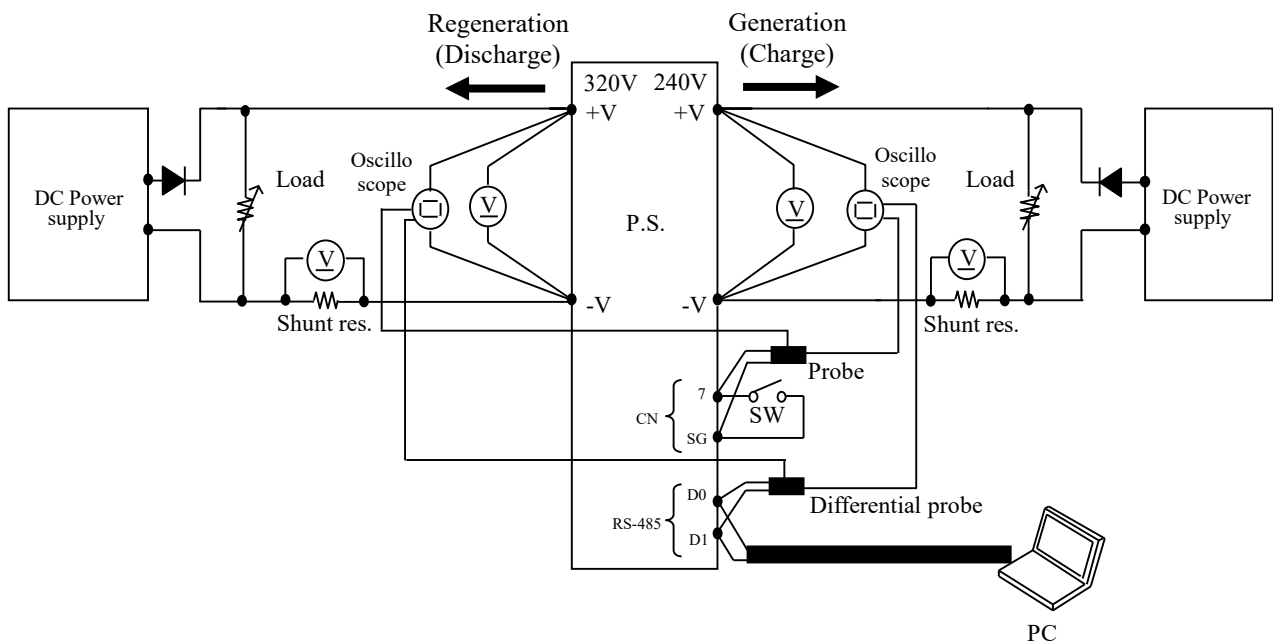 Regeneration
(Discharge)
Generation
(Charge)
320V 240V
+V +V
Oscillo
scope
Oscillo
scope
Load
Load
DC Power
supply
DC Power
supply
V
V
P.S.
V
V
-V -V
Shunt res.
Shunt res.
Probe
7
CN
SW
SG
D0
Differential probe
RS-485
D1
PC